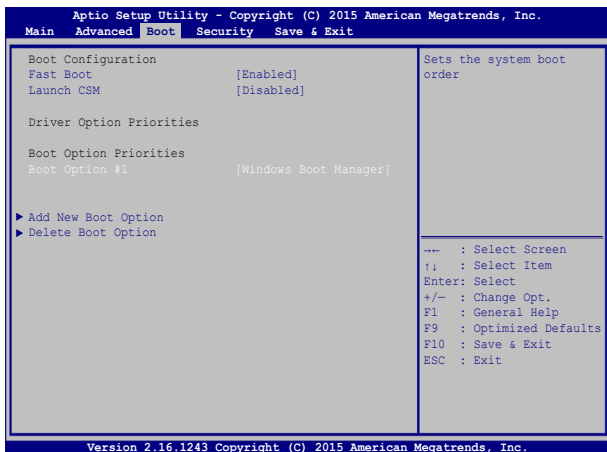 Aptio Setup Utility - Copyright (C) 2015 American Megatrends, Inc.
Main Advanced Boot Security Save & Exit
Boot Configuration
Fast Boot [Enabled]
Launch CSM [Disabled]
Driver Option Priorities
Boot Option Priorities
Boot Option #1 [Windows Boot Manager]
Add New Boot Option
Delete Boot Option
Sets the system boot
order
→← : Select Screen
↑↓ : Select Item
Enter: Select
+/— : Change Opt.
F1 : General Help
F9 : Optimized Defaults
F10 : Save & Exit
ESC : Exit
Version 2.16.1243 Copyright (C) 2015 American Megatrends, Inc.